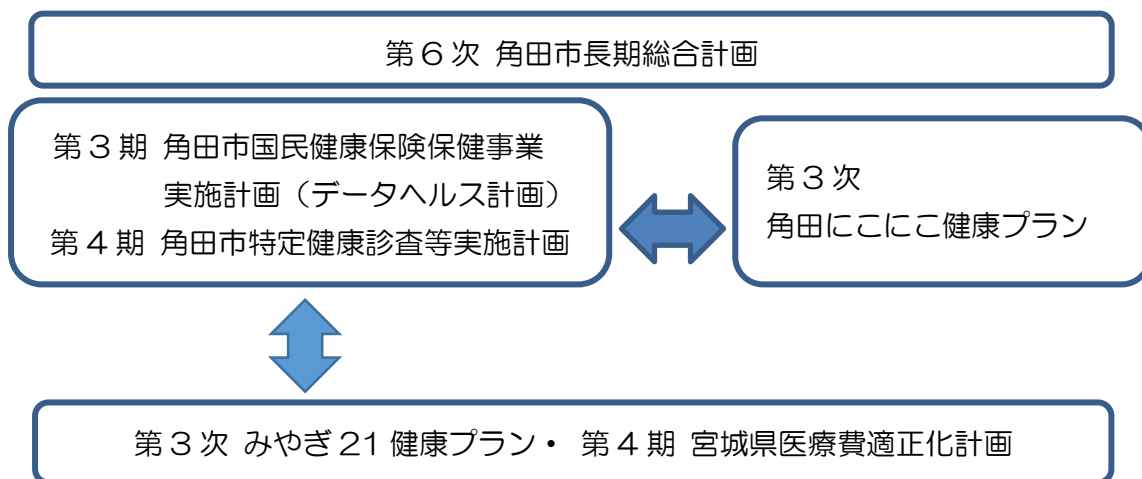 第６次 角田市長期総合計画
第３期 角田市国民健康保険保健事業
実施計画（データヘルス計画）
第４期 角田市特定健康診査等実施計画
第３次
角田にこにこ健康プラン
第３次 みやぎ 21 健康プラン・ 第４期 宮城県医療費適正化計画